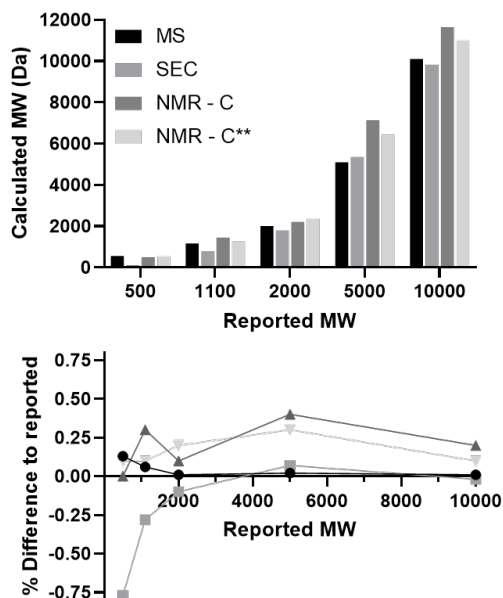 12000
10000
8000
6000
4000
2000
0
Calculated MW (Da)
MS
SEC
NMR - C
NMR - C**
500 1100 2000 5000 10000
Reported MW
0.75
0.50
0.25
0.00
-0.25
-0.50
-0.75
% Difference to reported
2000 4000 6000 8000 10000
Reported MW